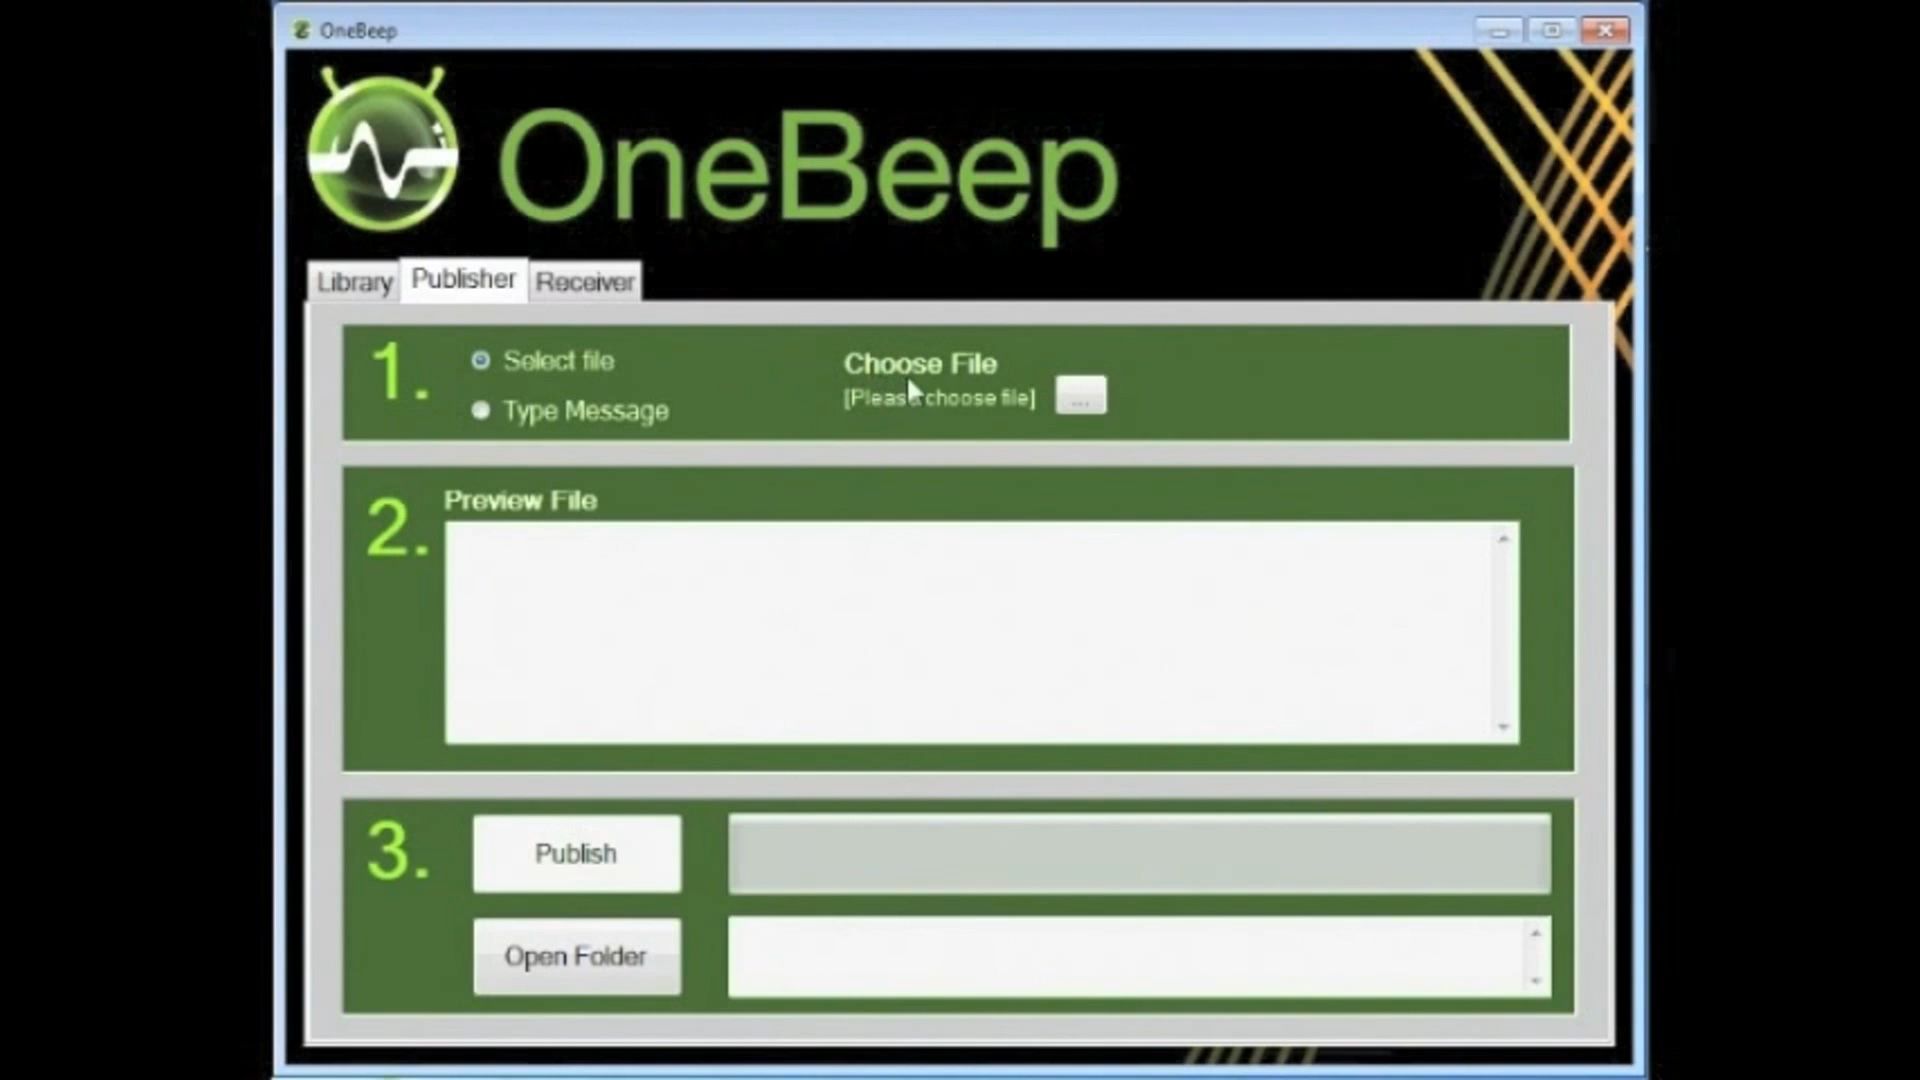 OneBeep
OneBeep
Library Publisher Receiver
1.
Select file
Type Message
Choose File
[Please choose file] ...
2.
Preview File
3.
Publish
Open Folder